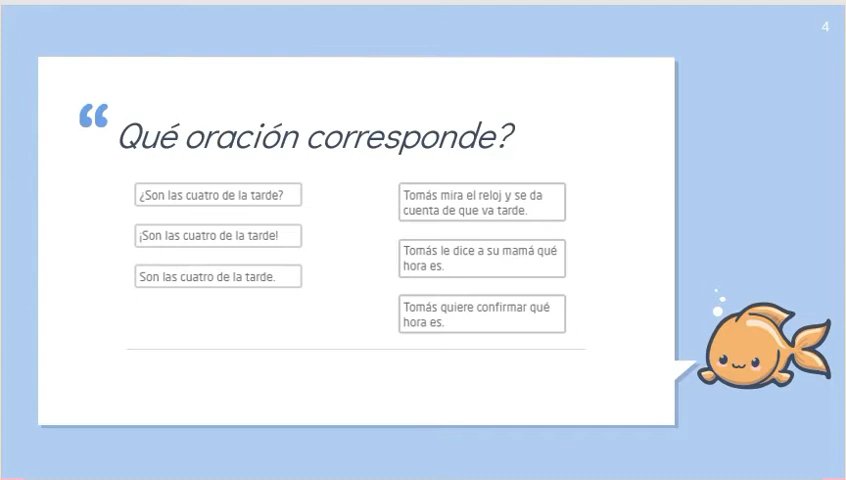 4
“ Qué oración corresponde?
¿Son las cuatro de la tarde?
¡Son las cuatro de la tarde!
Son las cuatro de la tarde.
Tomás mira el reloj y se da
cuenta de que va tarde.
Tomás le dice a su mamá qué
hora es.
Tomás quiere confirmar qué
hora es.